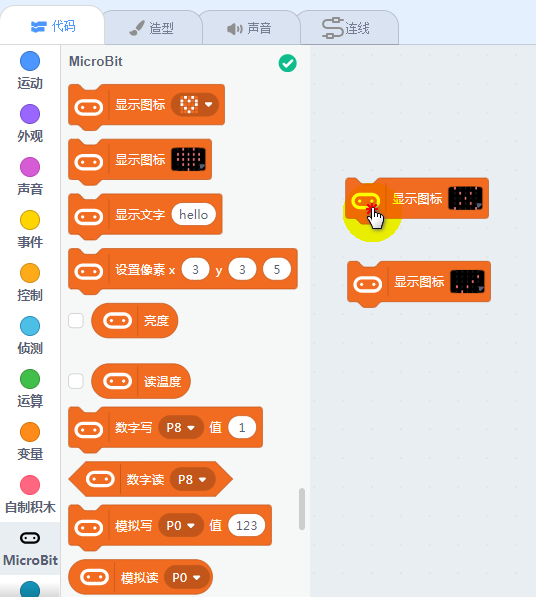 代码
造型
声音
连线
运动
外观
声音
事件
控制
侦测
运算
变量
自制积木
MicroBit
MicroBit
显示图标
显示图标
显示文字 hello
设置像素 x 3 y 3 5
亮度
读温度
数字写 P8 值 1
数字读 P8
模拟写 P0 值 123
模拟读 P0
显示图标
显示图标